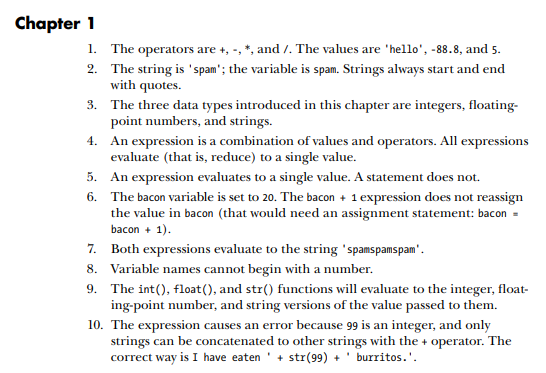 Chapter 1
1. The operators are +, -, *, and /. The values are 'hello', -88.8, and 5.
2. The string is 'spam'; the variable is spam. Strings always start and end
with quotes.
3. The three data types introduced in this chapter are integers, floating-
point numbers, and strings.
4. An expression is a combination of values and operators. All expressions
evaluate (that is, reduce) to a single value.
5. An expression evaluates to a single value. A statement does not.
6. The bacon variable is set to 20. The bacon + 1 expression does not reassign
the value in bacon (that would need an assignment statement: bacon =
bacon + 1).
7. Both expressions evaluate to the string 'spamspamspam'.
8. Variable names cannot begin with a number.
9. The int(), float(), and str() functions will evaluate to the integer, float-
ing-point number, and string versions of the value passed to them.
10. The expression causes an error because 99 is an integer, and only
strings can be concatenated to other strings with the + operator. The
correct way is I have eaten ' + str(99) + ' burritos.'.